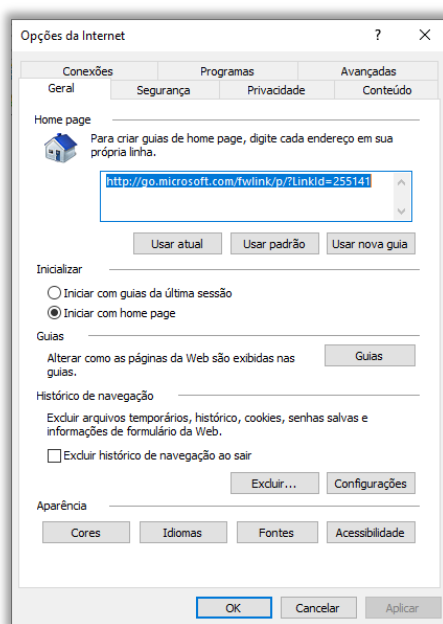 Opções da Internet
Conexões Programas Avançadas
Geral Segurança Privacidade Conteúdo
Home page
Para criar guias de home page, digite cada endereço em sua
própria linha.
http://go.microsoft.com/fwlink/p/?LinkId=255141
Usar atual Usar padrão Usar nova guia
Inicializar
Iniciar com guias da última sessão
Iniciar com home page
Guias
Alterar como as páginas da Web são exibidas nas
guias.
Guias
Histórico de navegação
Excluir arquivos temporários, histórico, cookies, senhas salvas e
informações de formulário da Web.
Excluir histórico de navegação ao sair
Excluir... Configurações
Aparência
Cores Idiomas Fontes Acessibilidade
OK Cancelar Aplicar